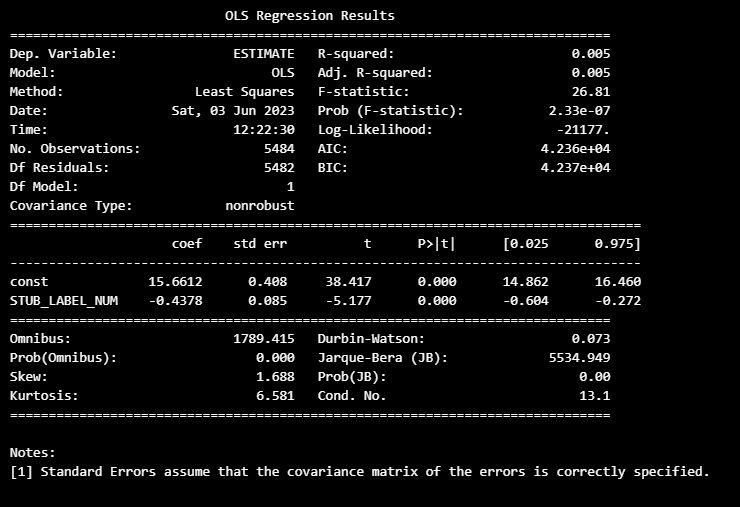 OLS Regression Results
==============================================================================
Dep. Variable:               ESTIMATE   R-squared:                       0.005
Model:                            OLS   Adj. R-squared:                  0.005
Method:                 Least Squares   F-statistic:                     26.81
Date:                Sat, 03 Jun 2023   Prob (F-statistic):           2.33e-07
Time:                        12:22:30   Log-Likelihood:                -21177.
No. Observations:                5484   AIC:                         4.236e+04
Df Residuals:                    5482   BIC:                         4.237e+04
Df Model:                           1
Covariance Type:            nonrobust
==================================================================================
                     coef    std err          t      P>|t|      [0.025      0.975]
----------------------------------------------------------------------------------
const             15.6612      0.408     38.417      0.000      14.862      16.460
STUB_LABEL_NUM    -0.4378      0.085     -5.177      0.000      -0.604      -0.272
==============================================================================
Omnibus:                     1789.415   Durbin-Watson:                   0.073
Prob(Omnibus):                  0.000   Jarque-Bera (JB):             5534.949
Skew:                           1.688   Prob(JB):                         0.00
Kurtosis:                       6.581   Cond. No.                         13.1
==============================================================================
Notes:
[1] Standard Errors assume that the covariance matrix of the errors is correctly specified.